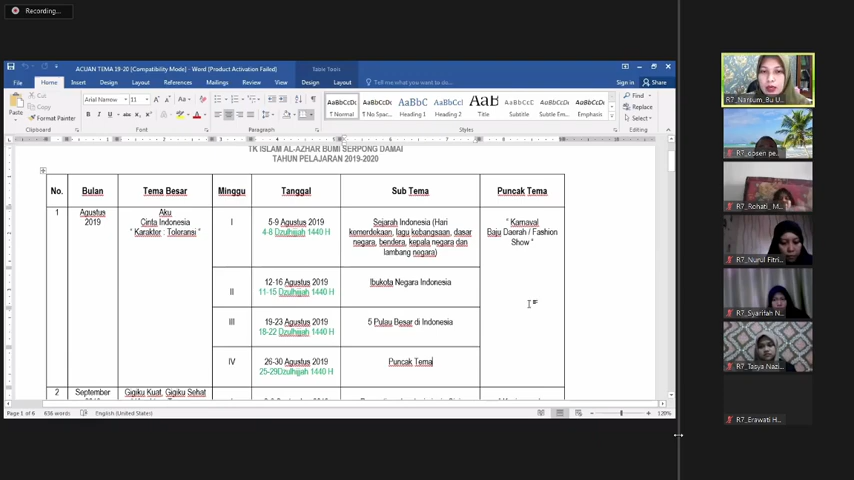 Recording...
ACUAN TEMA 19-20 [Compatibility Mode] - Word (Product Activation Failed)
Table Tools
File Home Insert Design Layout References Mailings Review View Design Layout Tell me what you want to do... Sign in Share
Paste Cut Copy Format Painter
Arial Narrow 11
AaBbCcC AaBbCcC AaBbC AaBbCcl AaB AaBbCcC AaBbCcD AaBbCcD
¶ Normal ¶ No Spac... Heading 1 Heading 2 Title Subtitle Subtle Em... Emphasis
Find Replace Select
Clipboard Font Paragraph Styles Editing
TK ISLAM AL-AZHAR BUMI SERPONG DAMAI
TAHUN PELAJARAN 2019-2020
No. Bulan Tema Besar Minggu Tanggal Sub Tema Puncak Tema
1
Agustus
2019
Aku
Cinta Indonesia
" Karakter : Toleransi "
I
5-9 Agustus 2019
4-8 Dzulhijjah 1440 H
Sejarah Indonesia (Hari
kemerdekaan, lagu kebangsaan, dasar
negara, bendera, kepala negara dan
lambang negara)
" Karnaval
Baju Daerah / Fashion
Show "
II
12-16 Agustus 2019
11-15 Dzulhijjah 1440 H
Ibukota Negara Indonesia
III
19-23 Agustus 2019
18-22 Dzulhijjah 1440 H
5 Pulau Besar di Indonesia
IV
26-30 Agustus 2019
25-29Dzulhijjah 1440 H
Puncak Tema
2
September
Gigiku Kuat, Gigiku Sehat
Page 1 of 6 636 words English (United States) 120%
R7_Narsum_Bu U...
R7_dosen pe...
R7_Rohati_ M...
R7_Nurul Fitri...
R7_Syarifah N...
R7_Tasya Nazi...
R7_Erawati H...